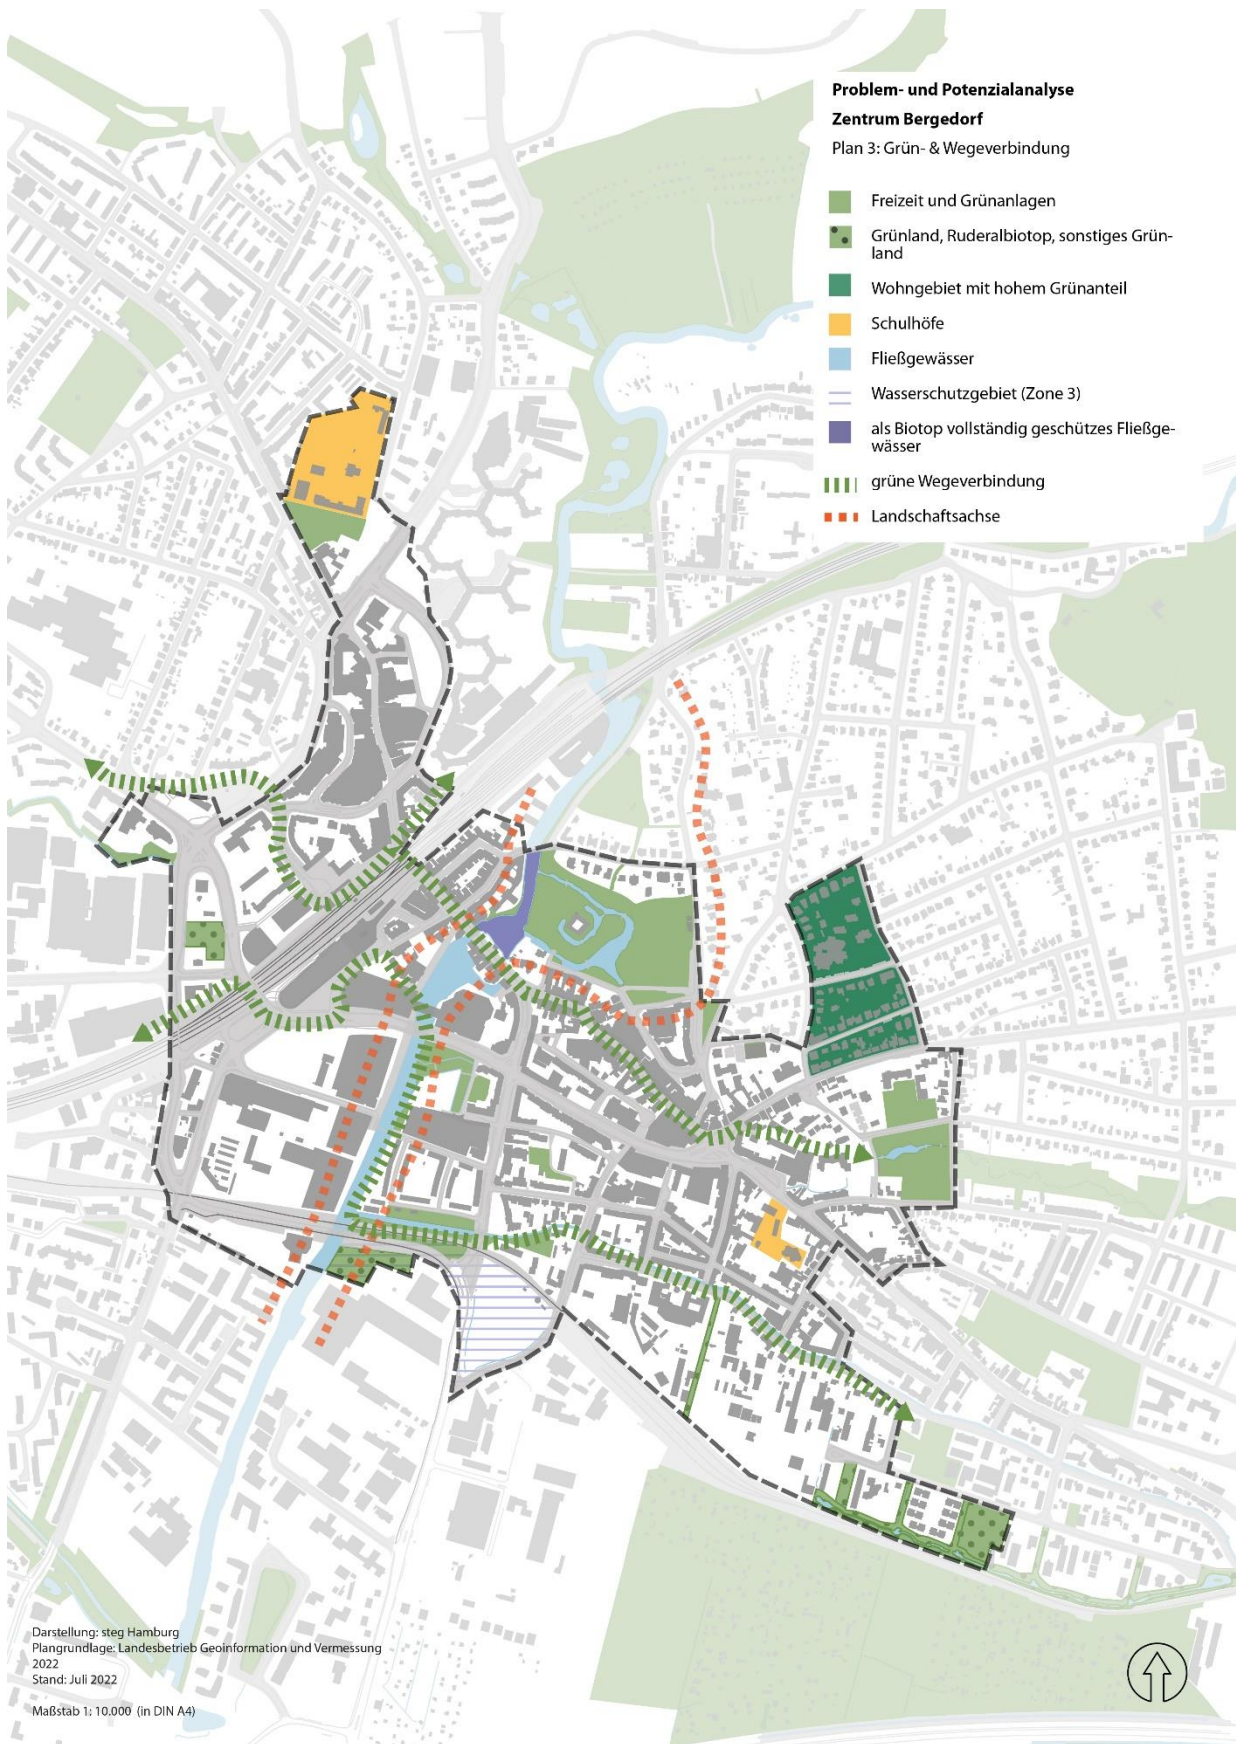 Problem- und Potenzialanalyse
Zentrum Bergedorf
Plan 3: Grün- & Wegeverbindung
Freizeit und Grünanlagen
Grünland, Ruderalbiotop, sonstiges Grün-
land
Wohngebiet mit hohem Grünanteil
Schulhöfe
Fließgewässer
Wasserschutzgebiet (Zone 3)
als Biotop vollständig geschützes Fließge-
wässer
grüne Wegeverbindung
Landschaftsachse
Darstellung: steg Hamburg
Plangrundlage: Landesbetrieb Geoinformation und Vermessung
2022
Stand: Juli 2022
Maßstab 1: 10.000 (in DIN A4)